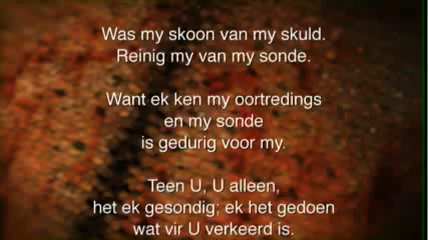 Was my skoon van my skuld.
Reinig my van my sonde.
Want ek ken my oortredings
en my sonde
is gedurig voor my.
Teen U, U alleen,
het ek gesondig; ek het gedoen
wat vir U verkeerd is.